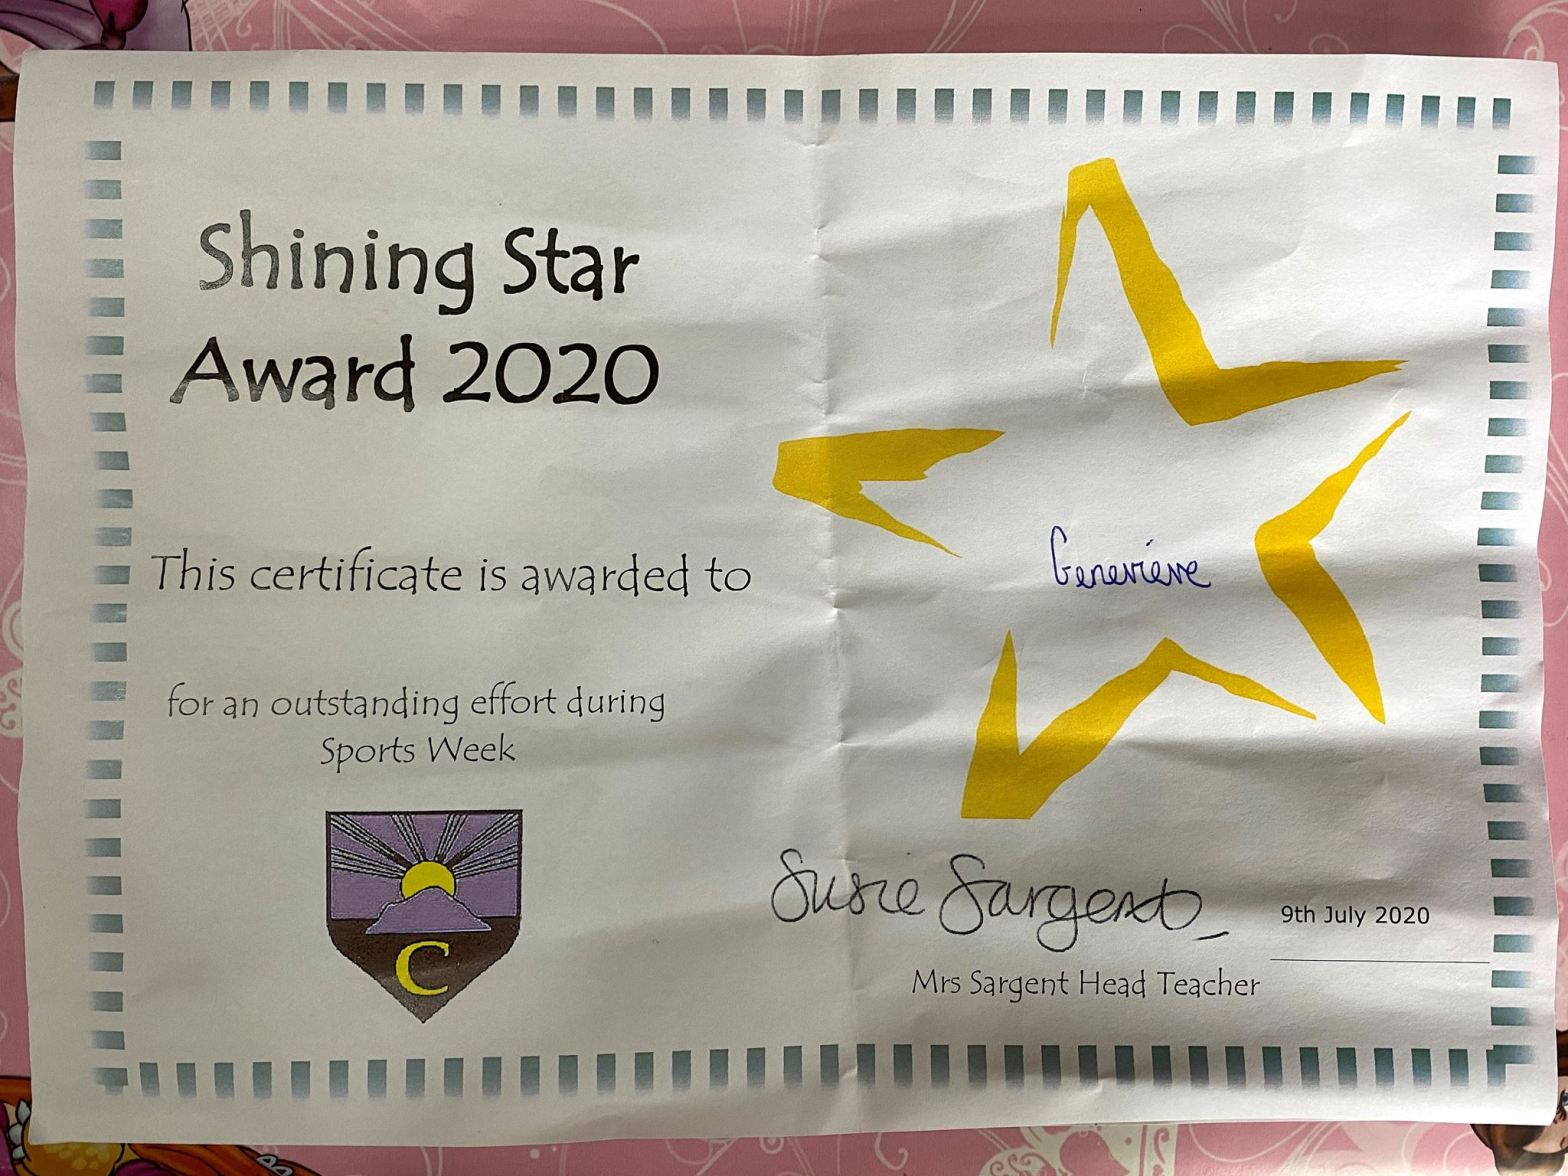 Shining Star
Award 2020
This certificate is awarded to
Genevieve
for an outstanding effort during
Sports Week
C
Susie Sargent
9th July 2020
Mrs Sargent Head Teacher